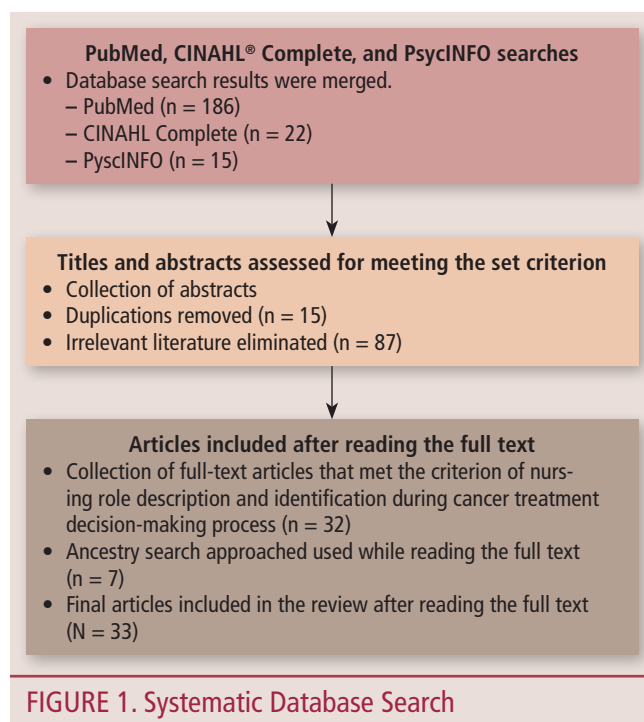 PubMed, CINAHL® Complete, and PsycINFO searches
• Database search results were merged.
– PubMed (n = 186)
– CINAHL Complete (n = 22)
– PyscINFO (n = 15)
Titles and abstracts assessed for meeting the set criterion
• Collection of abstracts
• Duplications removed (n = 15)
• Irrelevant literature eliminated (n = 87)
Articles included after reading the full text
• Collection of full-text articles that met the criterion of nurs-
ing role description and identification during cancer treatment
decision-making process (n = 32)
• Ancestry search approached used while reading the full text
(n = 7)
• Final articles included in the review after reading the full text
(N = 33)
FIGURE 1. Systematic Database Search